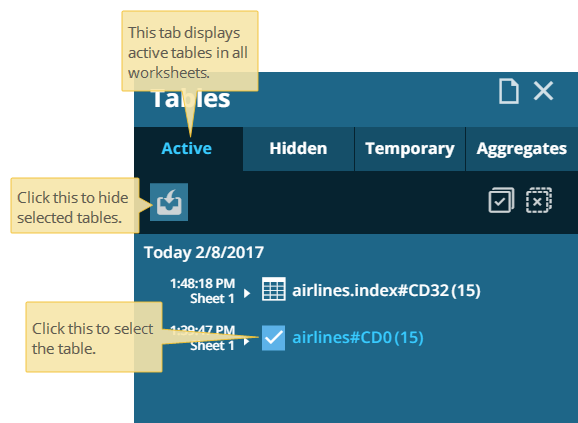 This tab displays
active tables in all
worksheets.
Tables
Active
Hidden
Temporary
Aggregates
Click this to hide
selected tables.
Today 2/8/2017
1:48:18 PM
Sheet 1
airlines.index#CD32 (15)
Click this to select
the table.
1:39:47 PM
Sheet 1
airlines#CD0 (15)